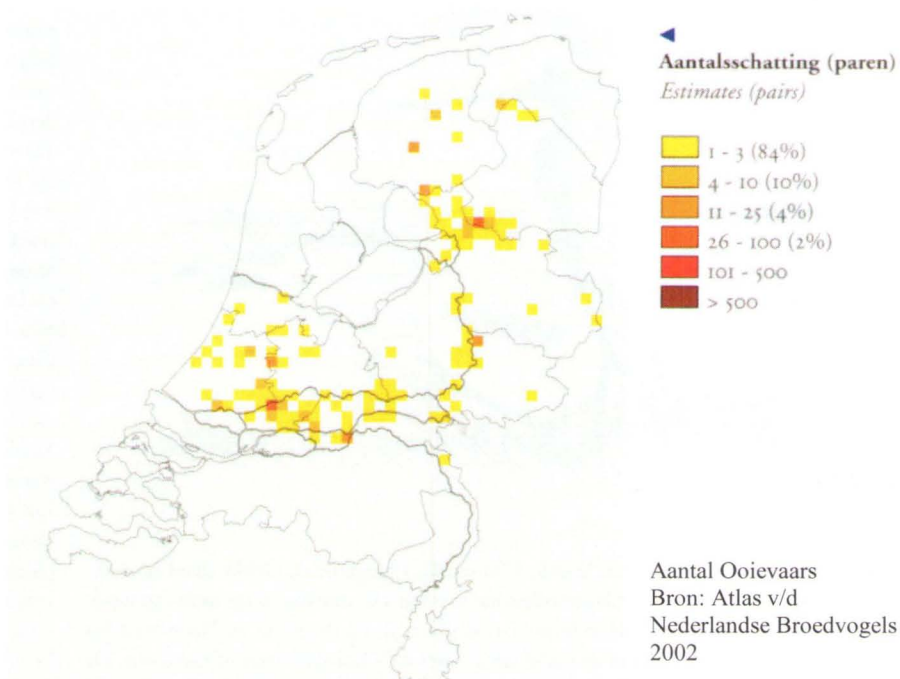 Aantalsschatting (paren)
Estimates (pairs)
1 - 3 (84%)
4 - 10 (10%)
11 - 25 (4%)
26 - 100 (2%)
101 - 500
> 500
Aantal Ooievaars
Bron: Atlas v/d
Nederlandse Broedvogels
2002